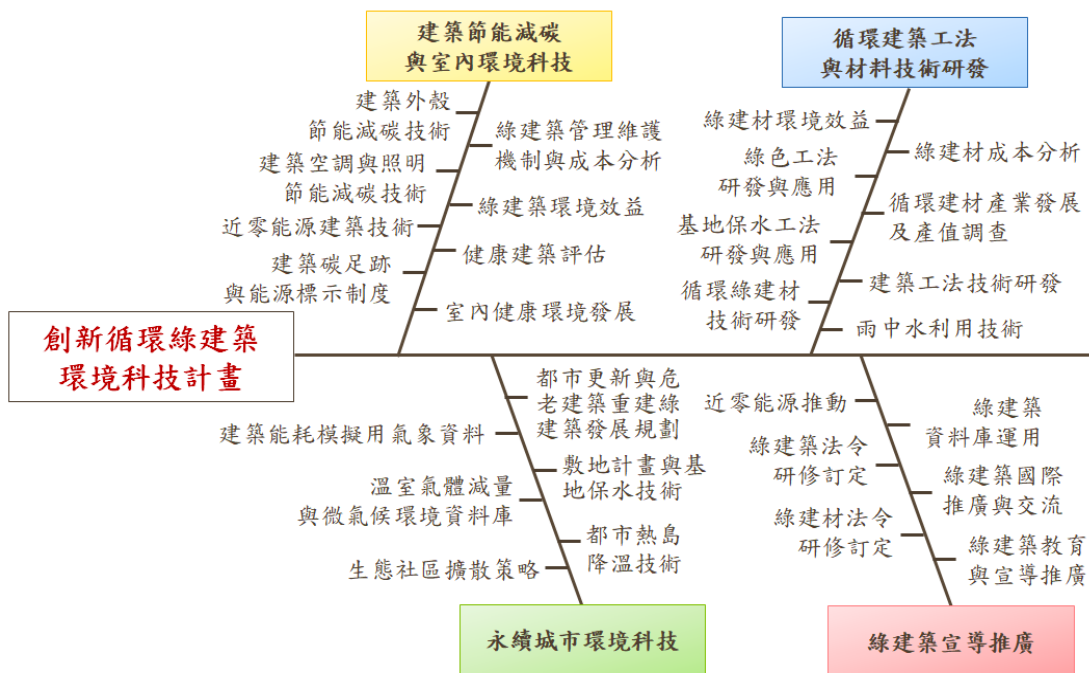 建築節能減碳
與室內環境科技
循環建築工法
與材料技術研發
建築外殼
節能減碳技術
建築空調與照明
節能減碳技術
近零能源建築技術
建築碳足跡
與能源標示制度
綠建築管理維護
機制與成本分析
綠建築環境效益
健康建築評估
室內健康環境發展
綠建材環境效益
綠色工法
研發與應用
基地保水工法
研發與應用
循環綠建材
技術研發
綠建材成本分析
循環建材產業發展
及產值調查
建築工法技術研發
雨中水利用技術
創新循環綠建築
環境科技計畫
建築能耗模擬用氣象資料
溫室氣體減量
與微氣候環境資料庫
生態社區擴散策略
都市更新與危
老建築重建綠
建築發展規劃
敷地計畫與基
地保水技術
都市熱島
降溫技術
近零能源推動
綠建築法令
研修訂定
綠建材法令
研修訂定
綠建築
資料庫運用
綠建築國際
推廣與交流
綠建築教育
與宣導推廣
永續城市環境科技
綠建築宣導推廣